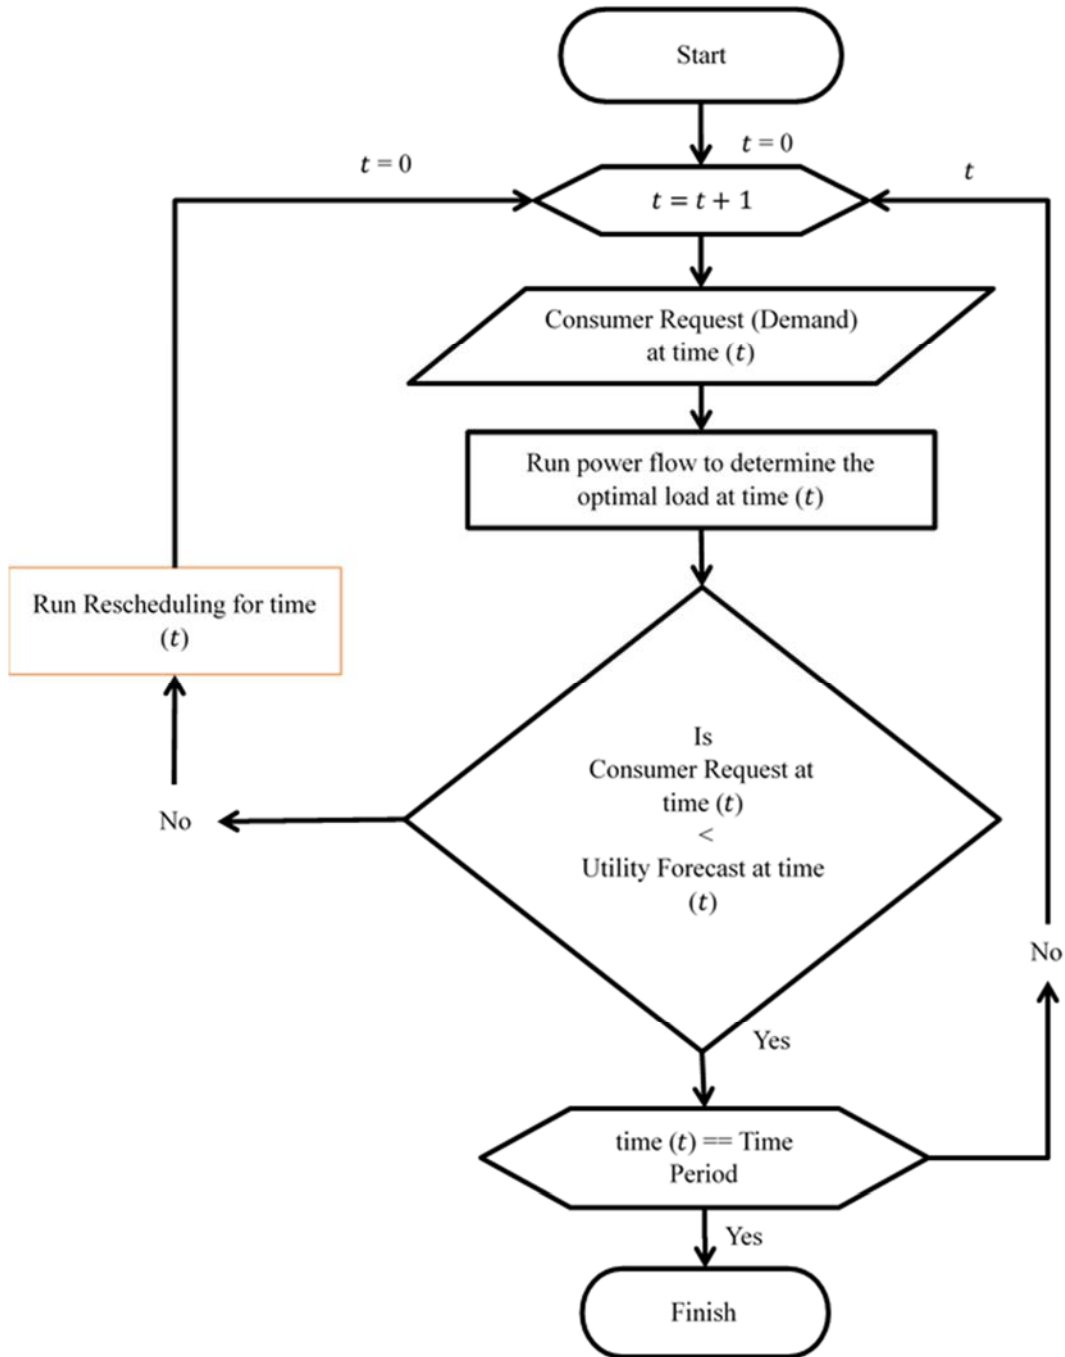 Start
t = 0
t = 0
t
t = t + 1
Consumer Request (Demand)
at time (t)
Run power flow to determine the
optimal load at time (t)
Run Rescheduling for time
(t)
Is
Consumer Request at
time (t)
<
Utility Forecast at time
(t)
No
No
Yes
time (t) == Time
Period
Yes
Finish